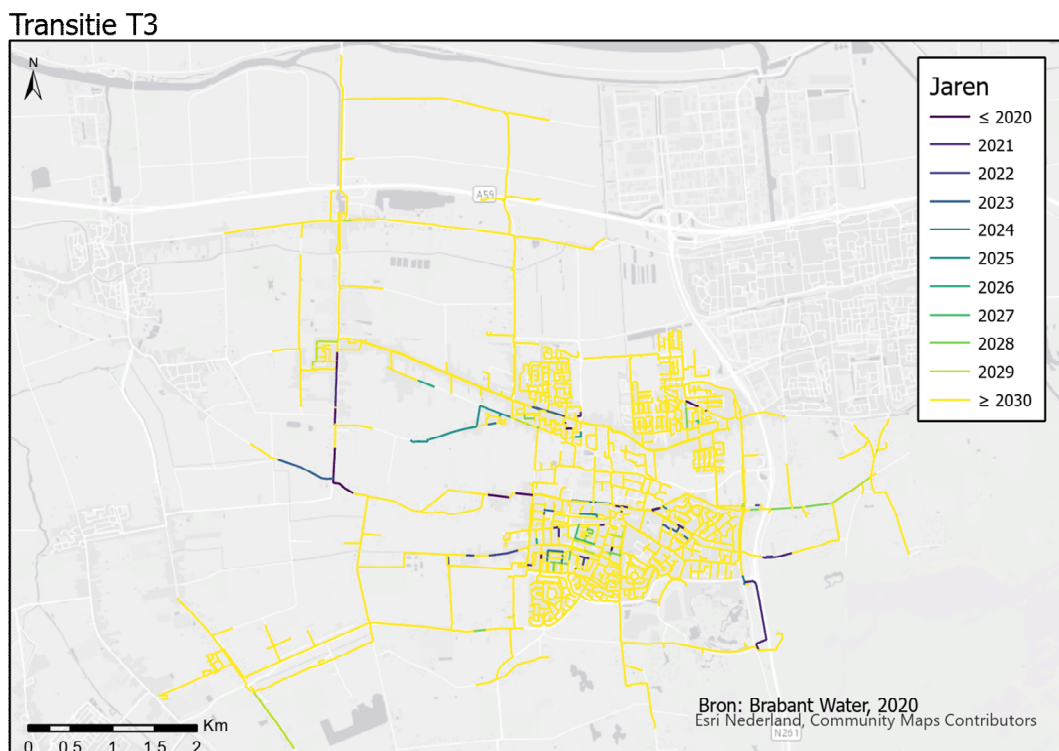 Transitie T3
N
Jaren
≤ 2020
2021
2022
2023
2024
2025
2026
2027
2028
2029
≥ 2030
A59
Bron: Brabant Water, 2020
Esri Nederland, Community Maps Contributors
N261
Km
0 0.5 1 1.5 2